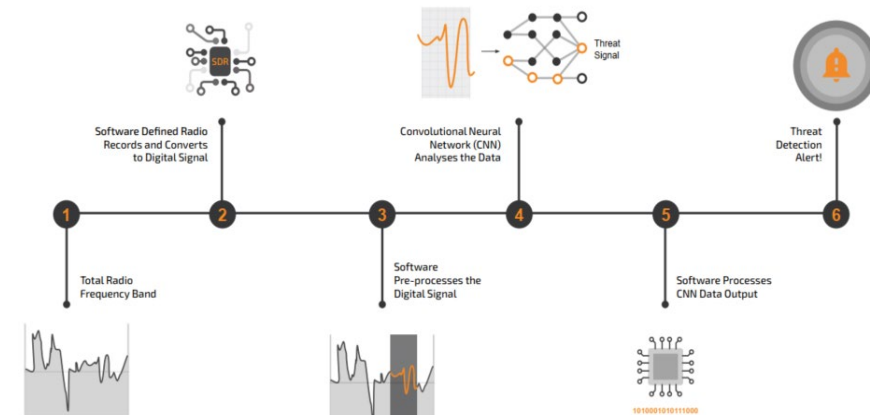 SDR
Threat
Signal
Software Defined Radio
Records and Converts
to Digital Signal
Convolutional Neural
Network (CNN)
Analyses the Data
Threat
Detection
Alert!
1
2
3
4
5
6
Total Radio
Frequency Band
Software
Pre-processes the
Digital Signal
Software Processes
CNN Data Output
1010001010111000